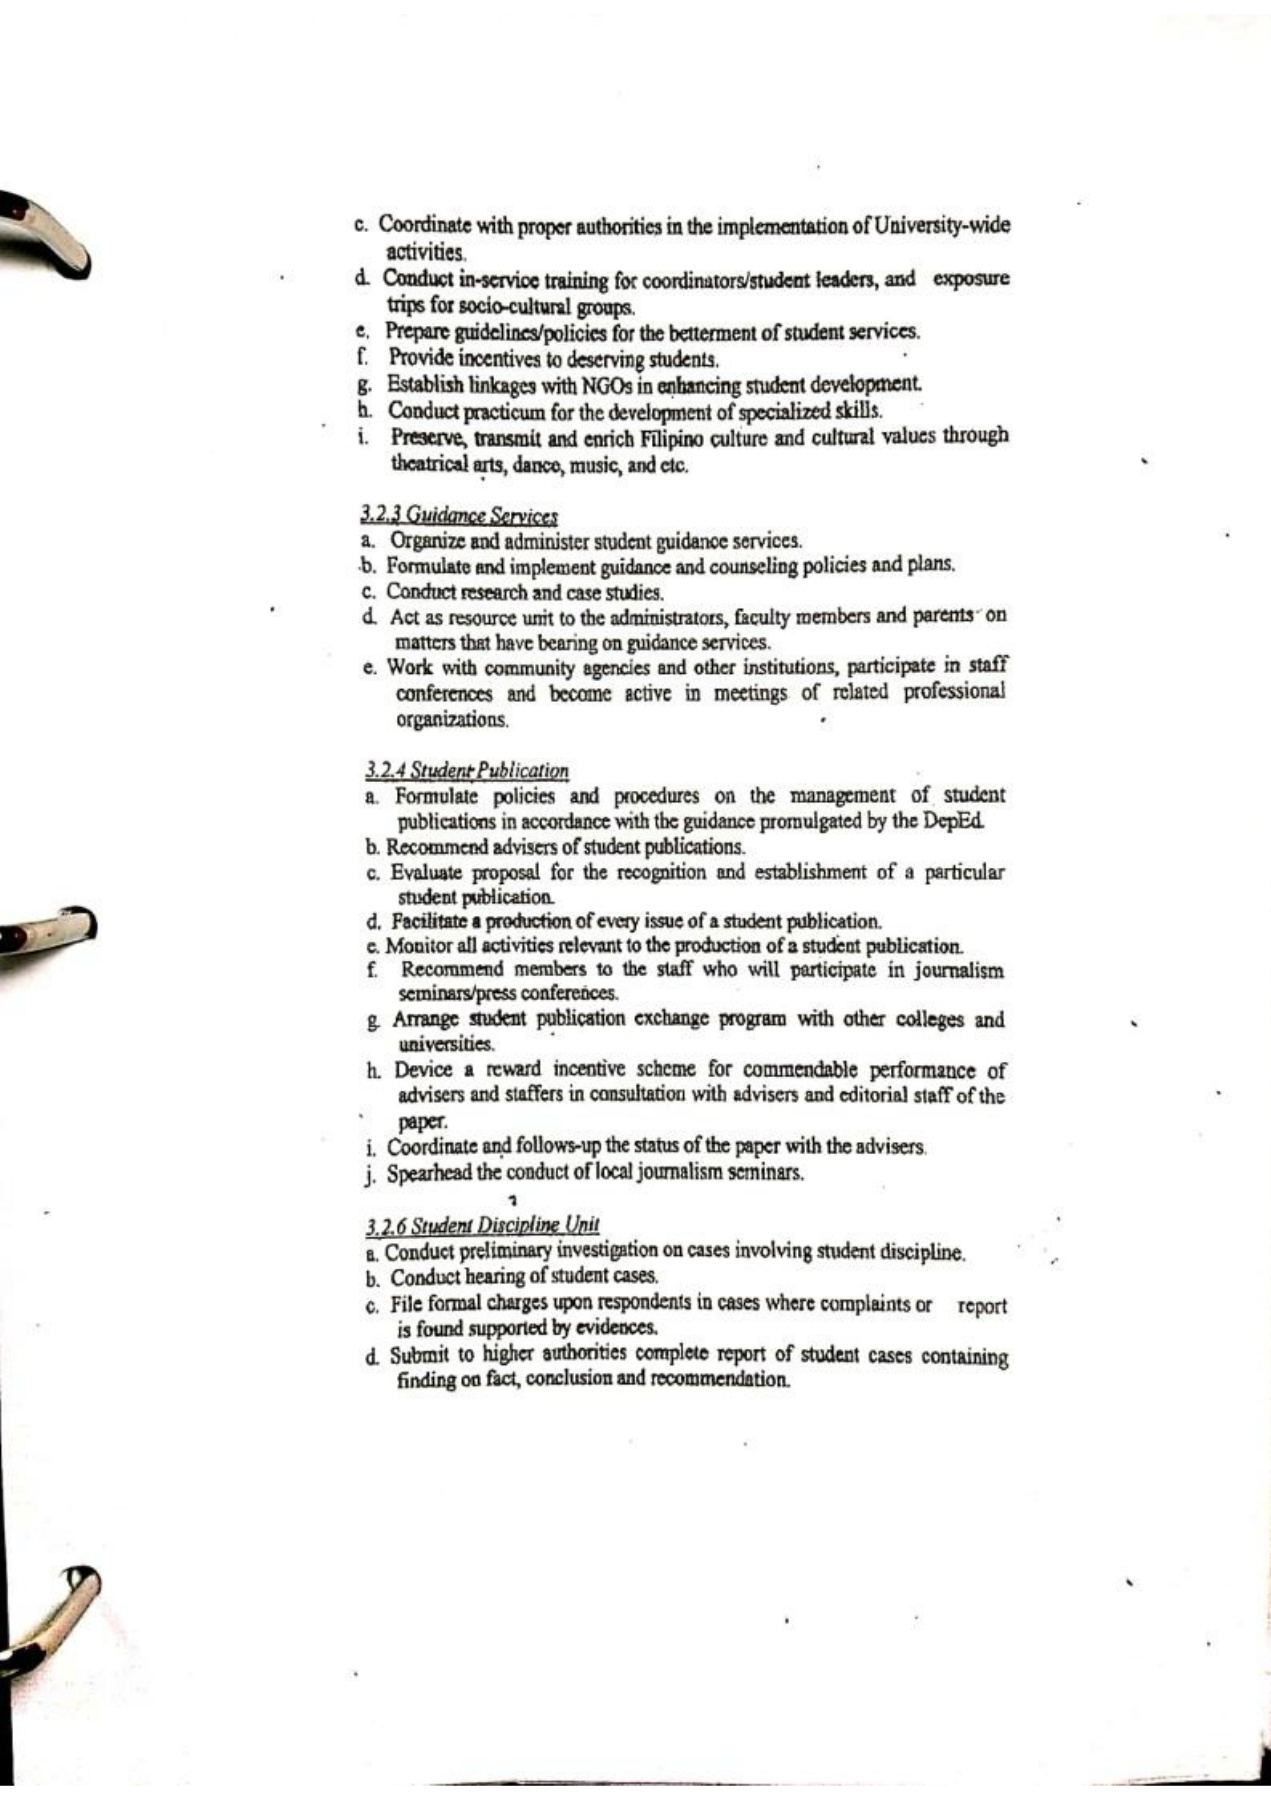 c. Coordinate with proper authorities in the implementation of University-wide
activities.
d. Conduct in-service training for coordinators/student leaders, and exposure
trips for socio-cultural groups.
e. Prepare guidelines/policies for the betterment of student services.
f. Provide incentives to deserving students.
g. Establish linkages with NGOs in enhancing student development.
h. Conduct practicum for the development of specialized skills.
i. Preserve, transmit and enrich Filipino culture and cultural values through
theatrical arts, dance, music, and etc.
3.2.3 Guidance Services
a. Organize and administer student guidance services.
b. Formulate and implement guidance and counseling policies and plans.
c. Conduct research and case studies.
d. Act as resource unit to the administrators, faculty members and parents on
matters that have bearing on guidance services.
e. Work with community agencies and other institutions, participate in staff
conferences and become active in meetings of related professional
organizations.
3.2.4 Student Publication
a. Formulate policies and procedures on the management of student
publications in accordance with the guidance promulgated by the DepEd.
b. Recommend advisers of student publications.
c. Evaluate proposal for the recognition and establishment of a particular
student publication.
d. Facilitate a production of every issue of a student publication.
e. Monitor all activities relevant to the production of a student publication.
f. Recommend members to the staff who will participate in journalism
seminars/press conferences.
g. Arrange student publication exchange program with other colleges and
universities.
h. Device a reward incentive scheme for commendable performance of
advisers and staffers in consultation with advisers and editorial staff of the
paper.
i. Coordinate and follows-up the status of the paper with the advisers.
j. Spearhead the conduct of local journalism seminars.
3.2.6 Student Discipline Unit
a. Conduct preliminary investigation on cases involving student discipline.
b. Conduct hearing of student cases.
c. File formal charges upon respondents in cases where complaints or report
is found supported by evidences.
d. Submit to higher authorities complete report of student cases containing
finding on fact, conclusion and recommendation.